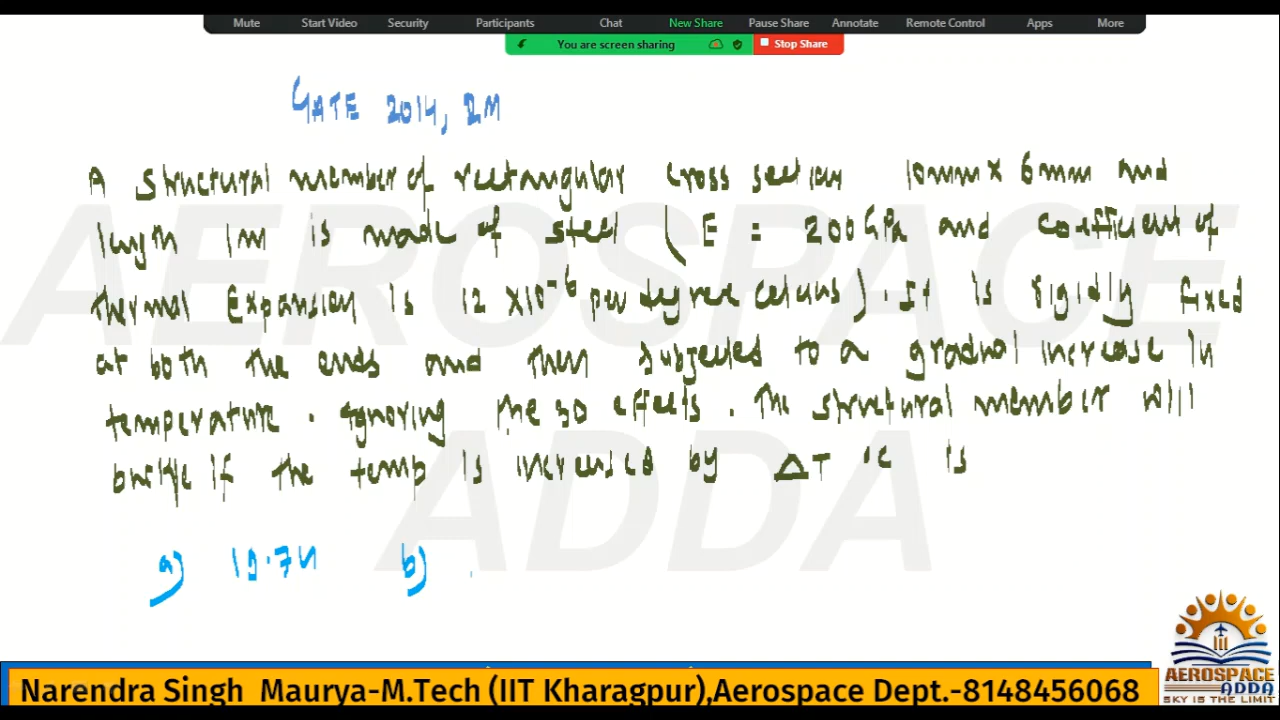 Mute Start Video Security Participants Chat New Share Pause Share Annotate Remote Control Apps More
You are screen sharing Stop Share
GATE 2014, 2M
A structural member of rectangular cross section 10mm x 6mm and
length 1m is made of steel ( E = 200 GPa and coefficient of
thermal Expansion is 12 x10-6 per degree celcius ) . It is rigidly fixed
at both the ends and then subjected to a gradual increase in
temperature . Ignoring the 3D effects . The structural member will
buckle if the temp is increased by ΔT °C is
a) 19.74 b)
AEROSPACE
ADDA
AEROSPACE
ADDA
SKY IS THE LIMIT
Narendra Singh Maurya-M.Tech (IIT Kharagpur),Aerospace Dept.-8148456068